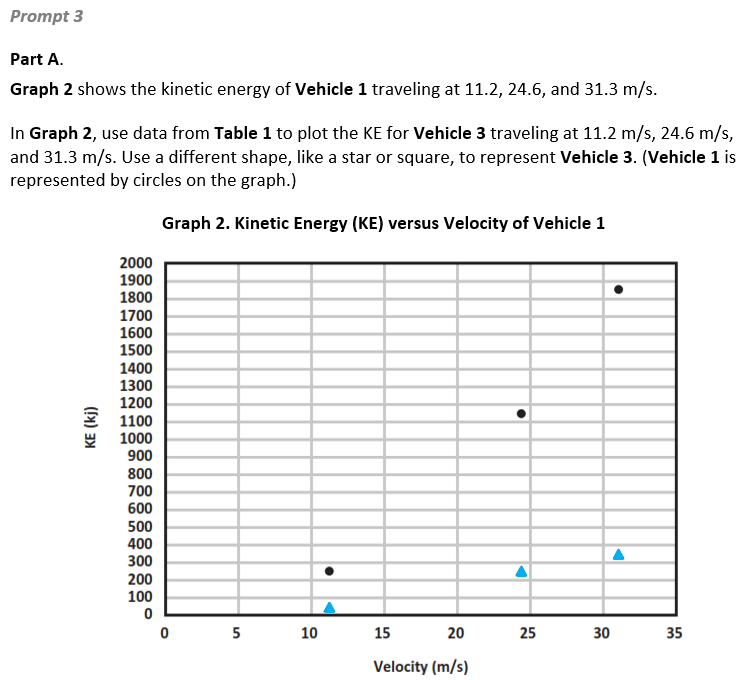 Prompt 3
Part A.
Graph 2 shows the kinetic energy of Vehicle 1 traveling at 11.2, 24.6, and 31.3 m/s.
In Graph 2, use data from Table 1 to plot the KE for Vehicle 3 traveling at 11.2 m/s, 24.6 m/s,
and 31.3 m/s. Use a different shape, like a star or square, to represent Vehicle 3. (Vehicle 1 is
represented by circles on the graph.)
Graph 2. Kinetic Energy (KE) versus Velocity of Vehicle 1
2000
1900
1800
1700
1600
1500
1400
1300
1200
1100
1000
900
800
700
600
500
400
300
200
100
0
KE (kj)
0 5 10 15 20 25 30 35
Velocity (m/s)